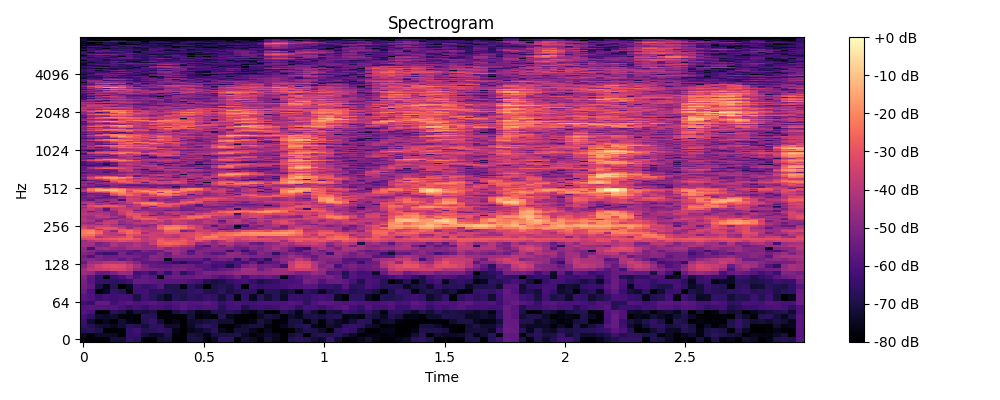 Spectrogram
Hz
4096
2048
1024
512
256
128
64
0
0
0.5
1
1.5
2
2.5
Time
+0 dB
-10 dB
-20 dB
-30 dB
-40 dB
-50 dB
-60 dB
-70 dB
-80 dB